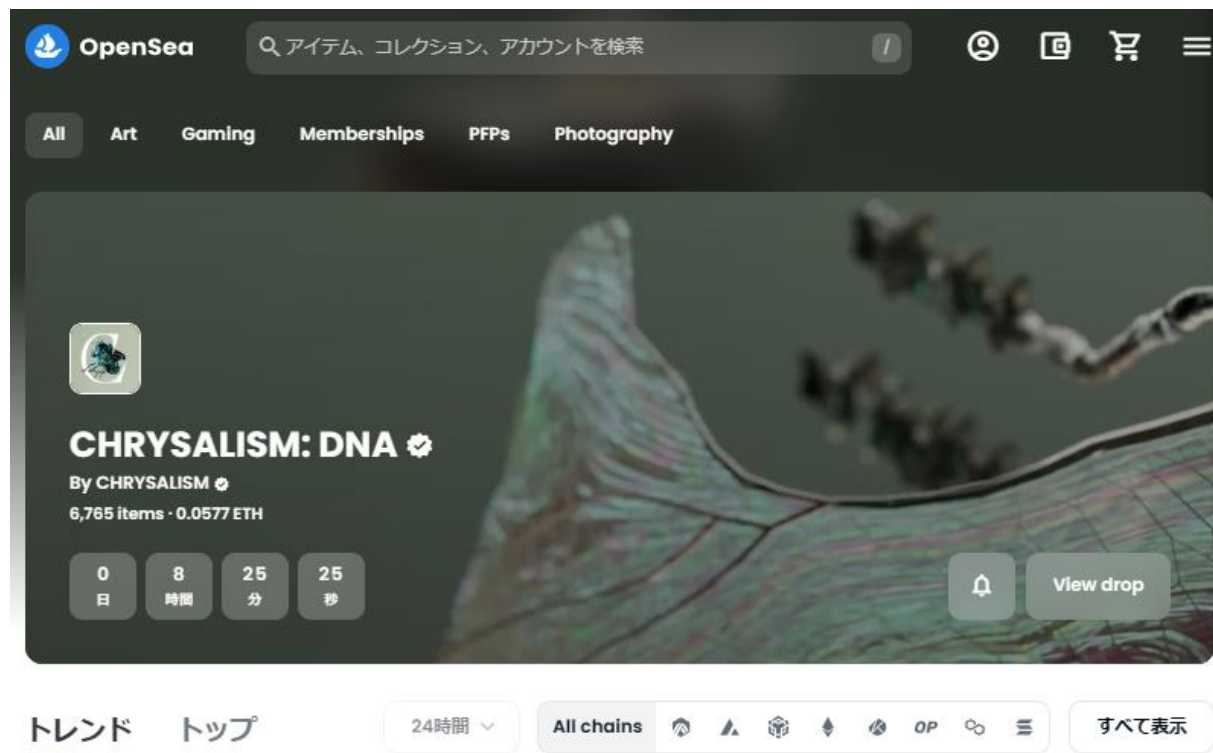 OpenSea
アイテム、コレクション、アカウントを検索
/
All Art Gaming Memberships PFPs Photography
C
CHRYSALISM: DNA
By CHRYSALISM
6,765 items · 0.0577 ETH
0 8 25 25
日 時間 分 秒
View drop
トレンド トップ 24時間 All chains OP すべて表示